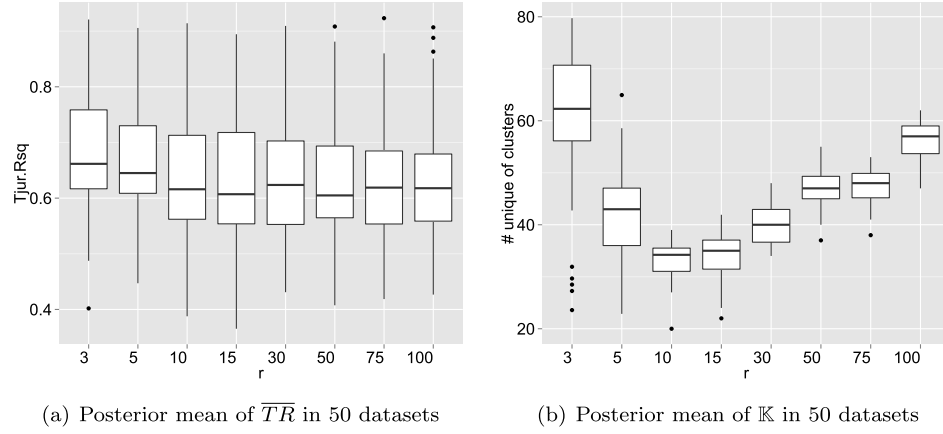 Tjur.Rsq
0.8
0.6
0.4
3 5 10 15 30 50 75 100
r
# unique of clusters
80
60
40
20
3 5 10 15 30 50 75 100
r
(a) Posterior mean of \overline{TR} in 50 datasets
(b) Posterior mean of 𝕂 in 50 datasets